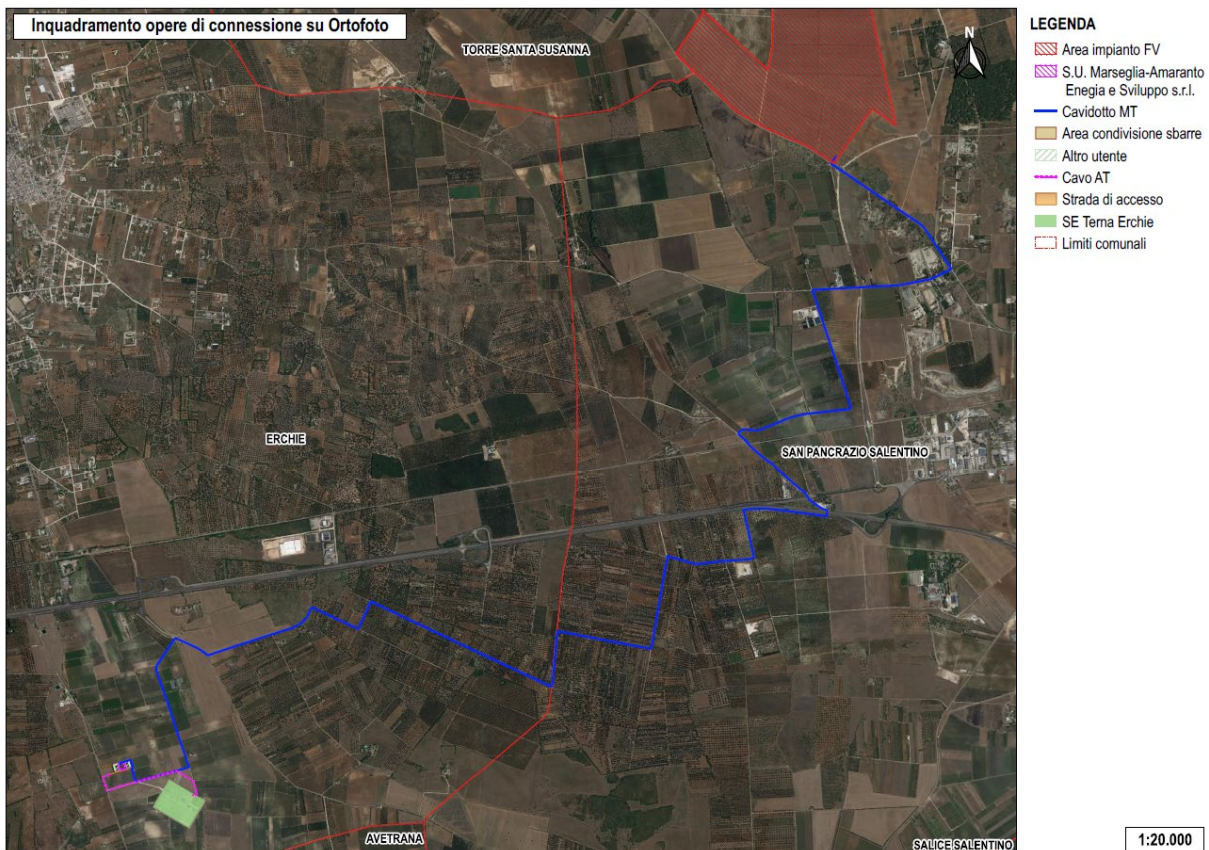 Inquadramento opere di connessione su Ortofoto
TORRE SANTA SUSANNA
N
ERCHIE
SAN PANCRAZIO SALENTINO
AVETRANA
SALICE SALENTINO
LEGENDA
Area impianto FV
S.U. Marseglia-Amaranto
Enegia e Sviluppo s.r.l.
Cavidotto MT
Area condivisione sbarre
Altro utente
Cavo AT
Strada di accesso
SE Terna Erchie
Limiti comunali
1:20.000